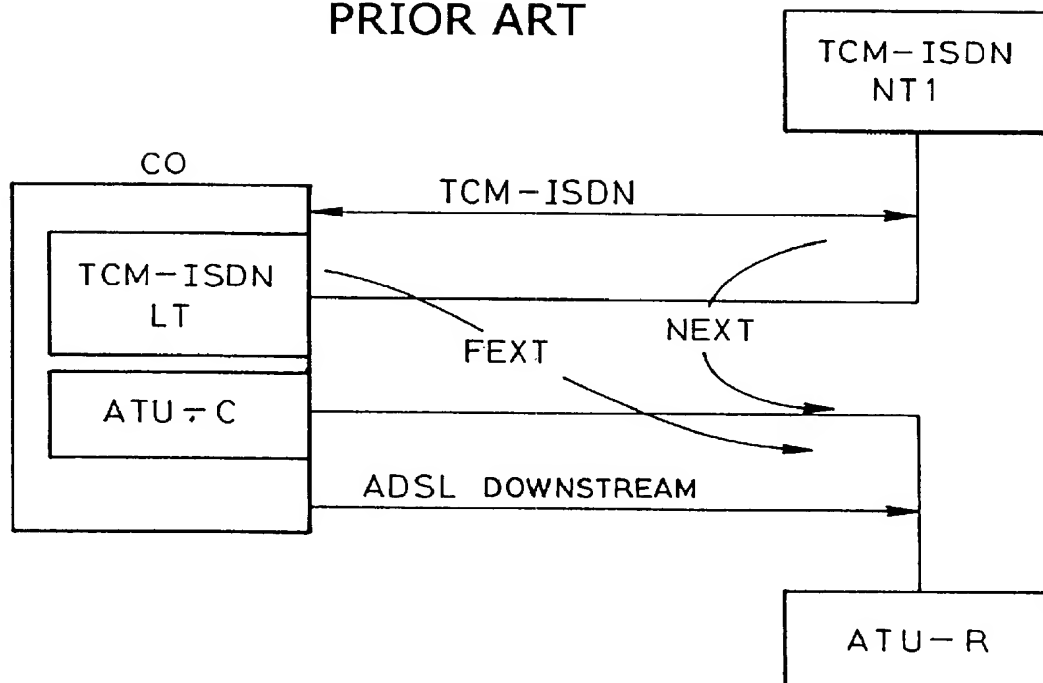 PRIOR ART
TCM-ISDN
NT1
CO
TCM-ISDN
TCM-ISDN
LT
NEXT
FEXT
ATU-C
ADSL DOWNSTREAM
ATU-R